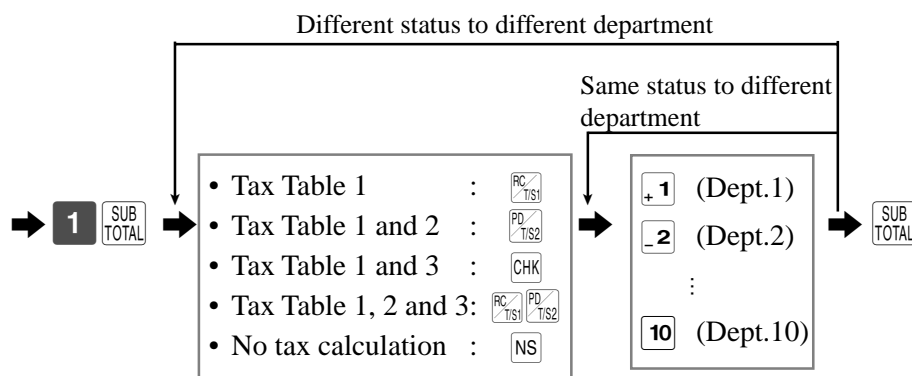 Different status to different department
Same status to different
department
1 SUB TOTAL
• Tax Table 1 : RC/T/S1
• Tax Table 1 and 2 : PD/T/S2
• Tax Table 1 and 3 : CHK
• Tax Table 1, 2 and 3: RC/T/S1 PD/T/S2
• No tax calculation : NS
+ 1 (Dept.1)
- 2 (Dept.2)
⋮
10 (Dept.10)
SUB TOTAL